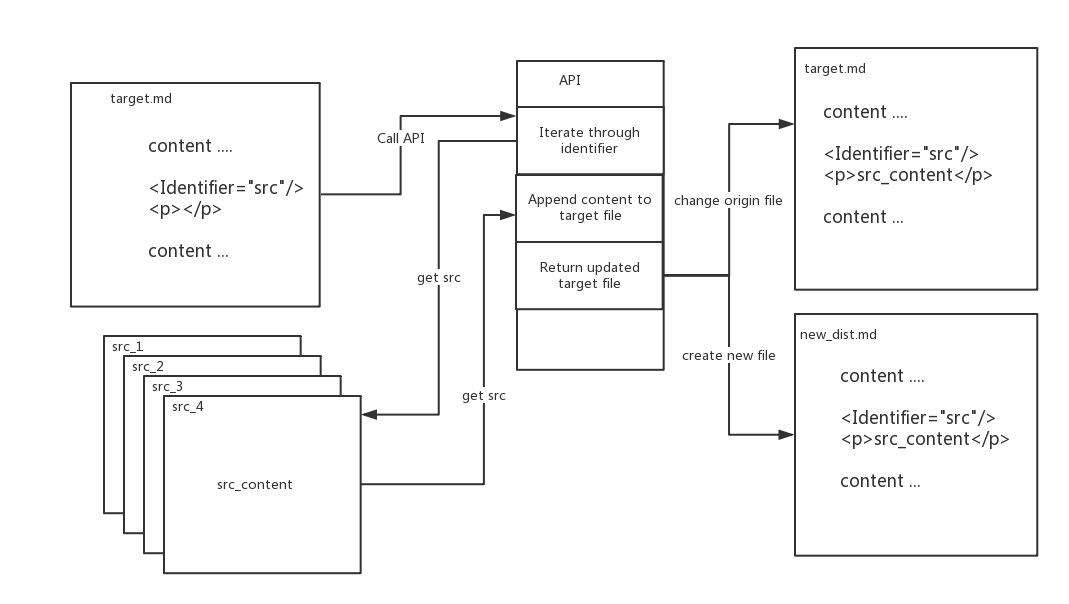 target.md
content ....
<Identifier="src"/>
<p></p>
content ...
Call API
API
Iterate through
identifier
Append content to
target file
Return updated
target file
get src
get src
src_1
src_2
src_3
src_4
src_content
change origin file
create new file
target.md
content ....
<Identifier="src"/>
<p>src_content</p>
content ...
new_dist.md
content ....
<Identifier="src"/>
<p>src_content</p>
content ...